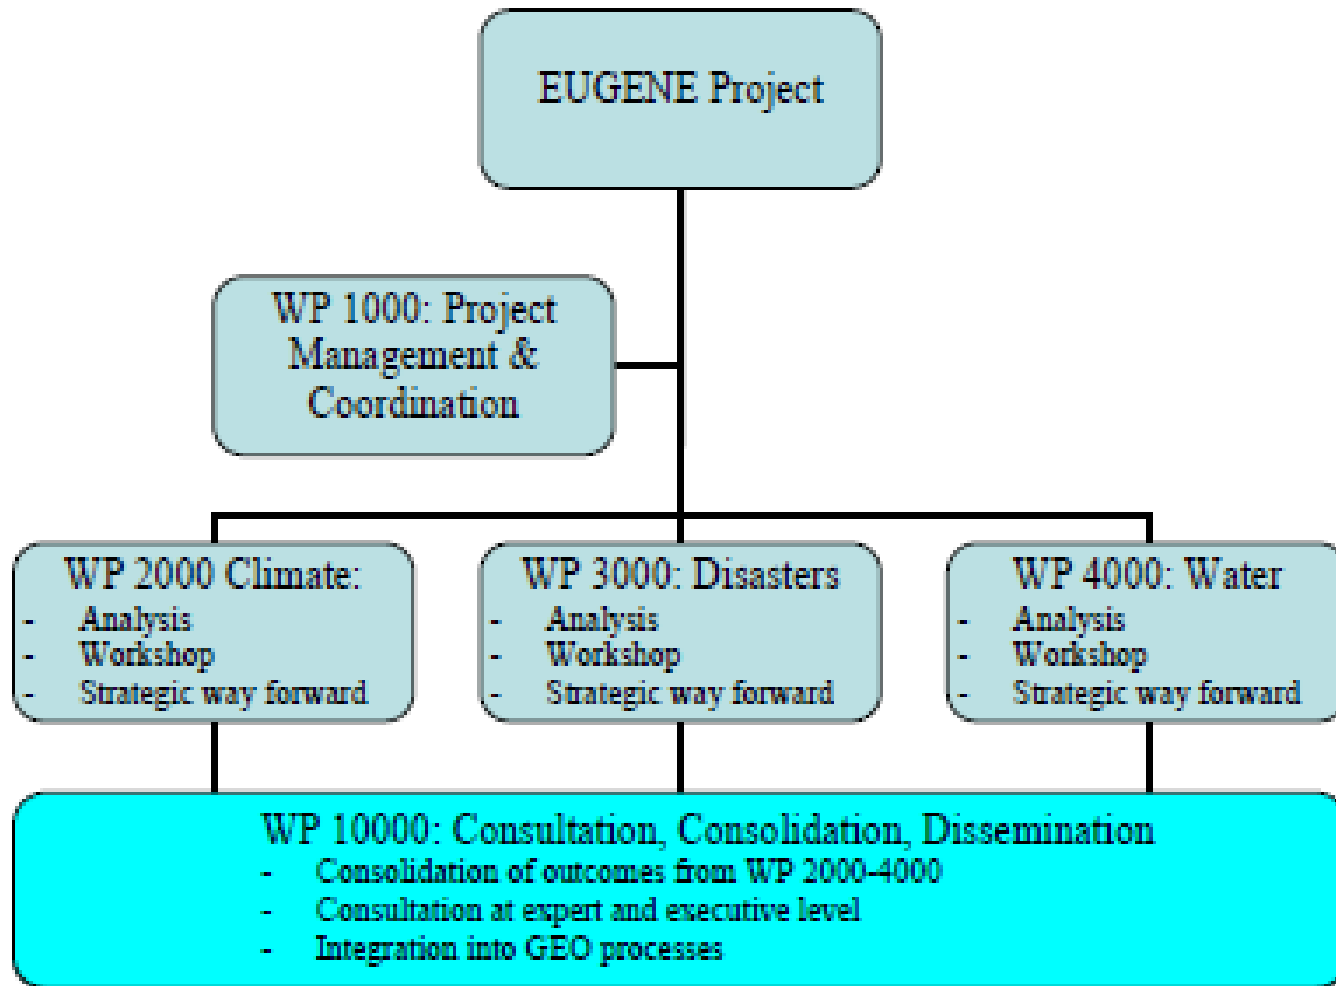 EUGENE Project
WP 1000: Project
Management &
Coordination
WP 2000 Climate:
- Analysis
- Workshop
- Strategic way forward
WP 3000: Disasters
- Analysis
- Workshop
- Strategic way forward
WP 4000: Water
- Analysis
- Workshop
- Strategic way forward
WP 10000: Consultation, Consolidation, Dissemination
- Consolidation of outcomes from WP 2000-4000
- Consultation at expert and executive level
- Integration into GEO processes